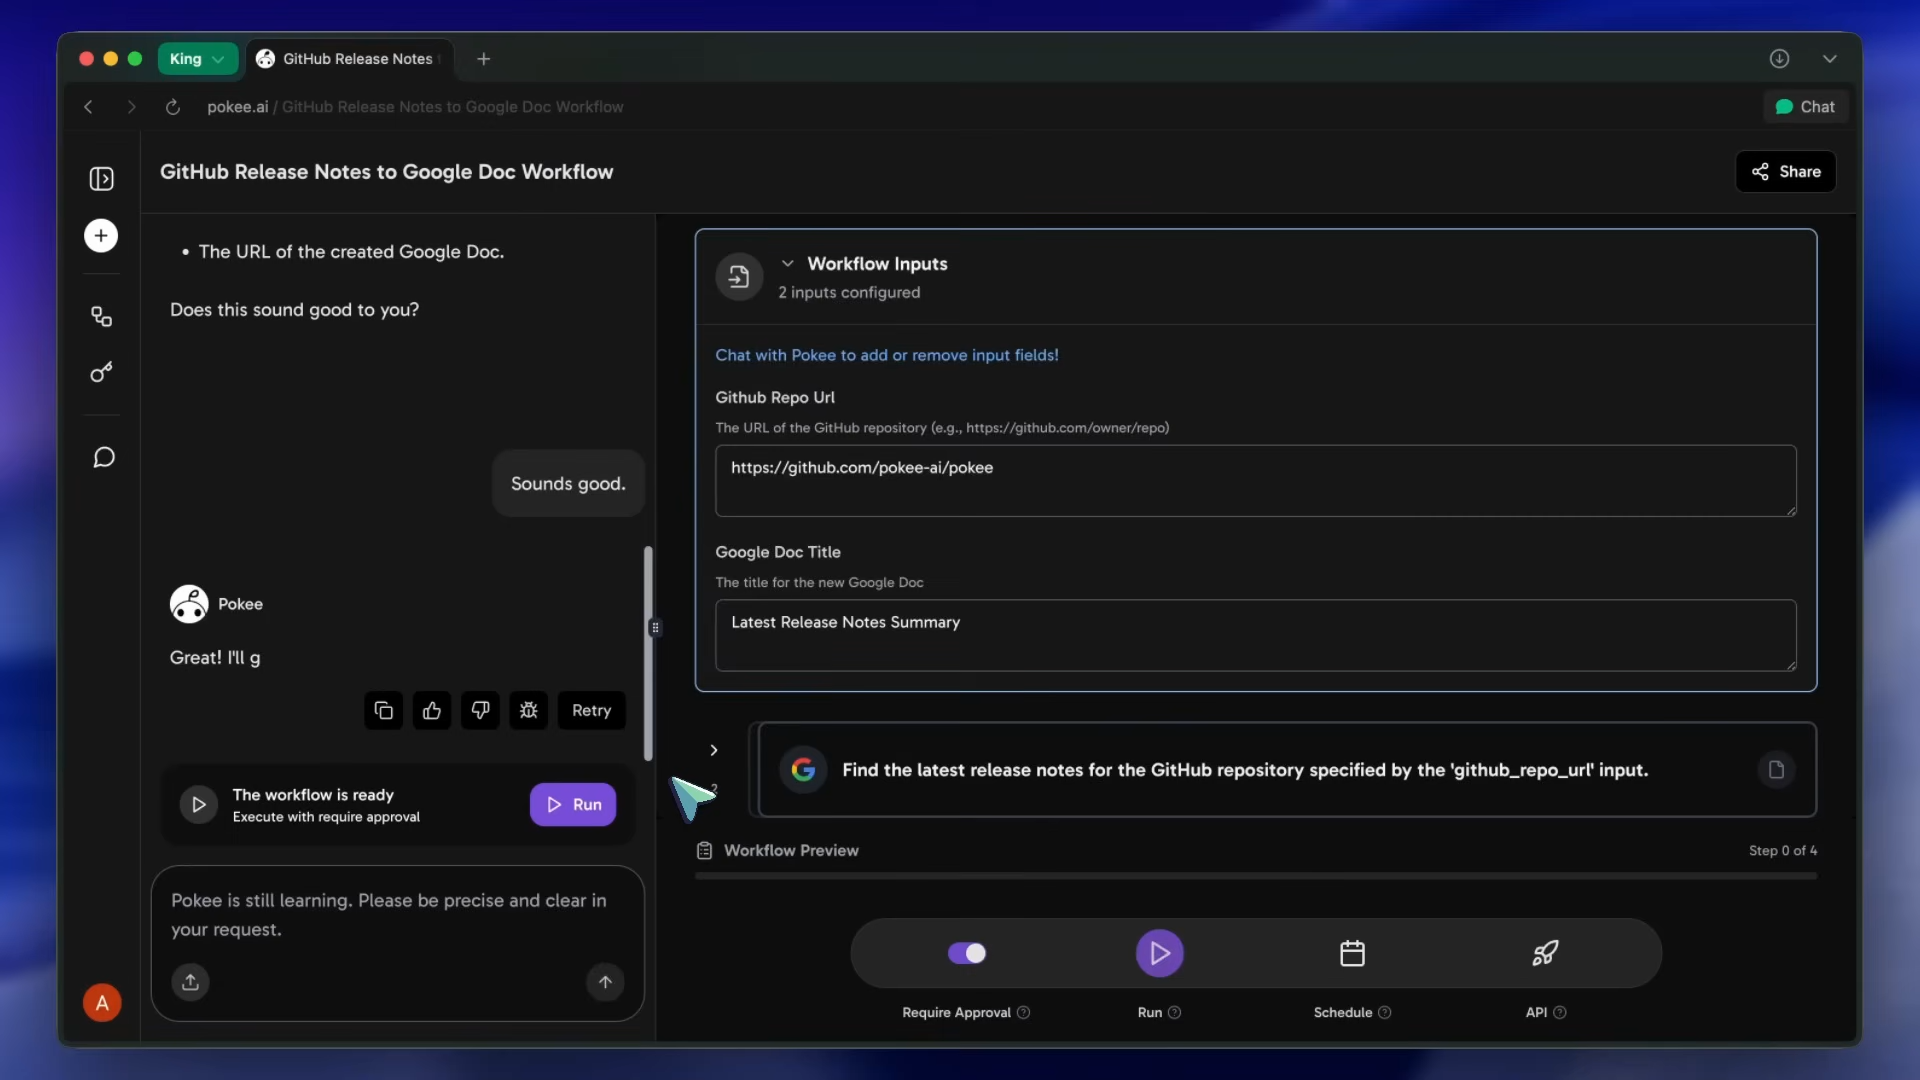 King
GitHub Release Notes
pokee.ai / GitHub Release Notes to Google Doc Workflow
Chat
GitHub Release Notes to Google Doc Workflow
Share
• The URL of the created Google Doc.
Does this sound good to you?
Sounds good.
Pokee
Great! I'll g
Retry
The workflow is ready
Execute with require approval
Run
Pokee is still learning. Please be precise and clear in
your request.
A
Workflow Inputs
2 inputs configured
Chat with Pokee to add or remove input fields!
Github Repo Url
The URL of the GitHub repository (e.g., https://github.com/owner/repo)
https://github.com/pokee-ai/pokee
Google Doc Title
The title for the new Google Doc
Latest Release Notes Summary
2
Find the latest release notes for the GitHub repository specified by the 'github_repo_url' input.
Workflow Preview
Step 0 of 4
Require Approval
Run
Schedule
API